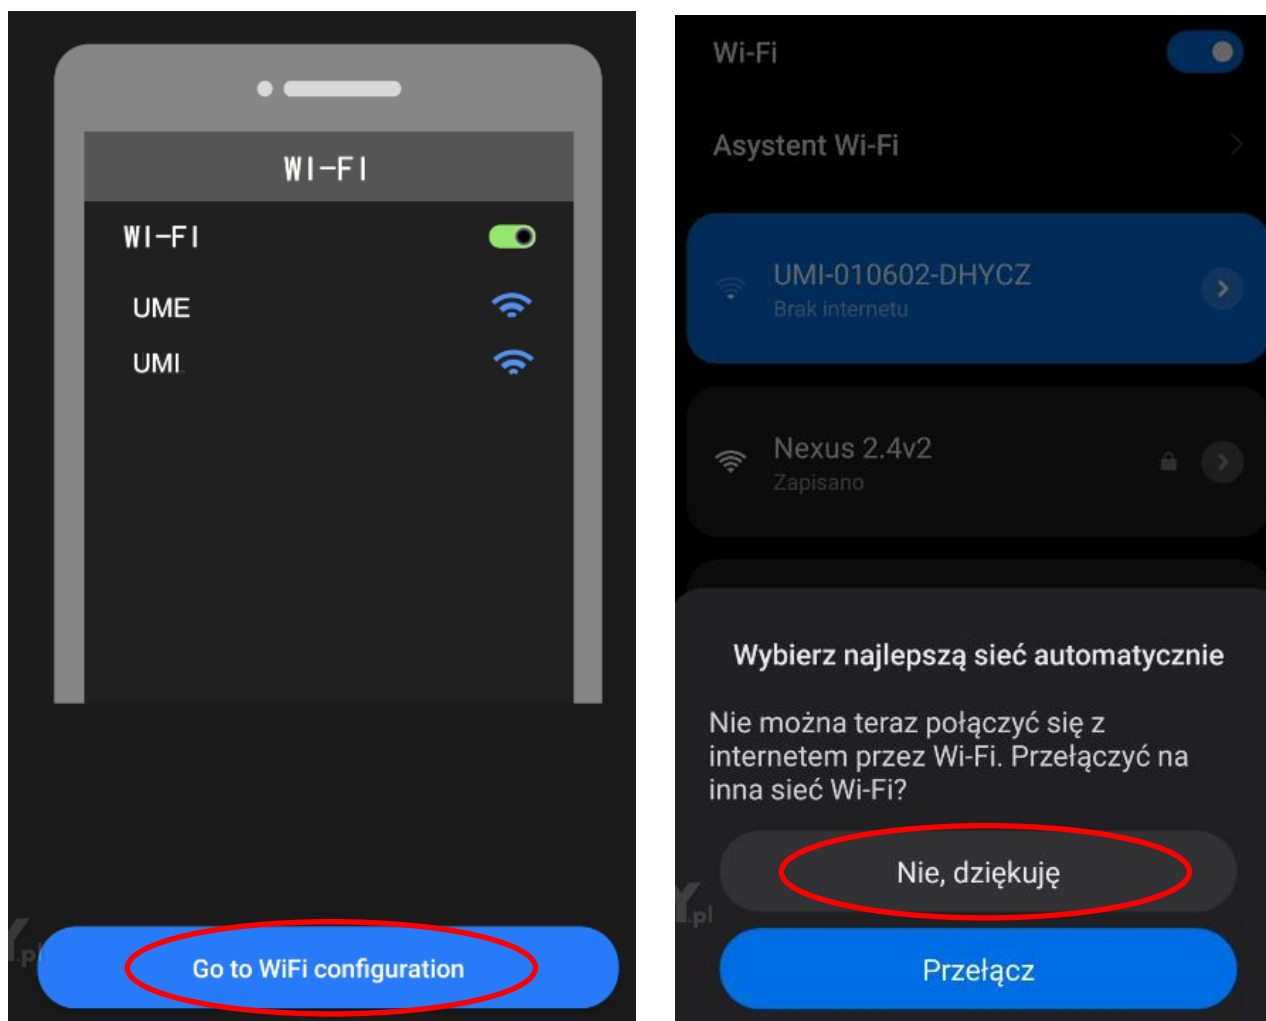 WI-FI
WI-FI
UME
UMI
Go to WiFi configuration
Y.pl
Wi-Fi
Asystent Wi-Fi
UMI-010602-DHYCZ
Brak internetu
Nexus 2.4v2
Zapisano
Wybierz najlepszą sieć automatycznie
Nie można teraz połączyć się z
internetem przez Wi-Fi. Przełączyć na
inna sieć Wi-Fi?
Nie, dziękuję
Y.pl
Przełącz